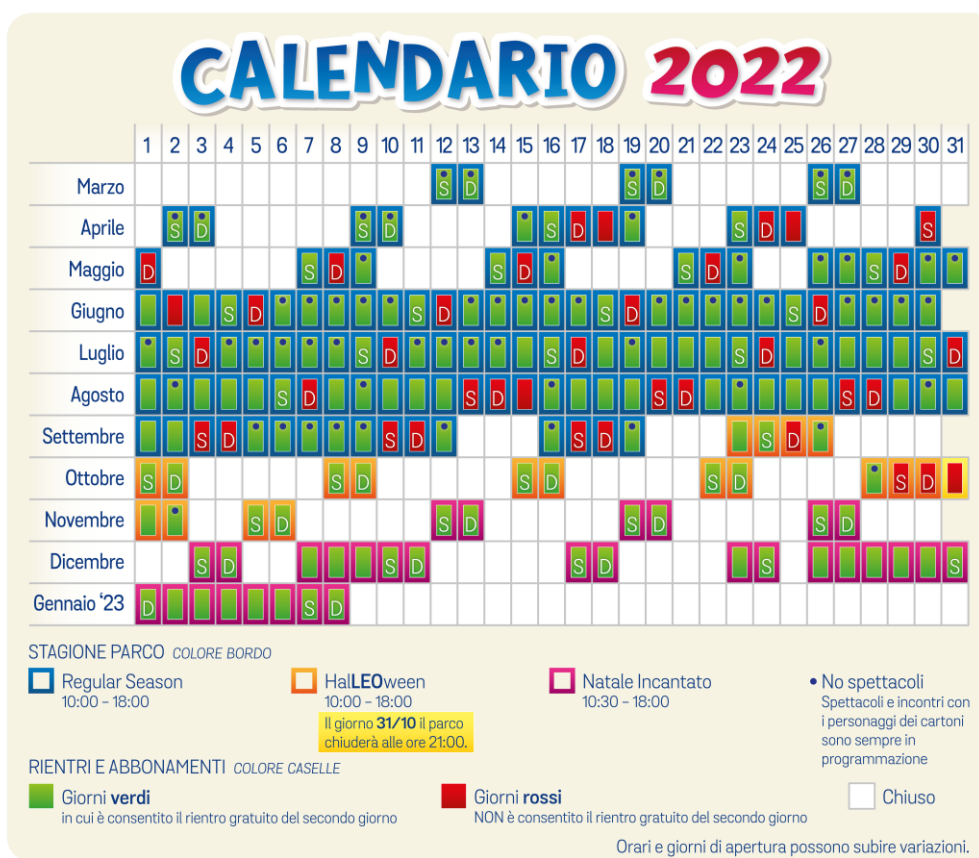 CALENDARIO 2022
1 2 3 4 5 6 7 8 9 10 11 12 13 14 15 16 17 18 19 20 21 22 23 24 25 26 27 28 29 30 31
Marzo S D S D S D
Aprile S D S D S D S D S
Maggio D S D S D S D S D
Giugno S D S D S D S D
Luglio S D S D S D S D S D
Agosto S D S D S D S D
Settembre S D S D S D S D
Ottobre S D S D S D S D S D
Novembre S D S D S D S D
Dicembre S D S D S D S S
Gennaio ‘23 D S D
STAGIONE PARCO COLORE BORDO
Regular Season
10:00 – 18:00
HalLEOween
10:00 – 18:00
Il giorno 31/10 il parco
chiuderà alle ore 21:00.
Natale Incantato
10:30 – 18:00
• No spettacoli
Spettacoli e incontri con
i personaggi dei cartoni
sono sempre in
programmazione
RIENTRI E ABBONAMENTI COLORE CASELLE
Giorni verdi
in cui è consentito il rientro gratuito del secondo giorno
Giorni rossi
NON è consentito il rientro gratuito del secondo giorno
Chiuso
Orari e giorni di apertura possono subire variazioni.